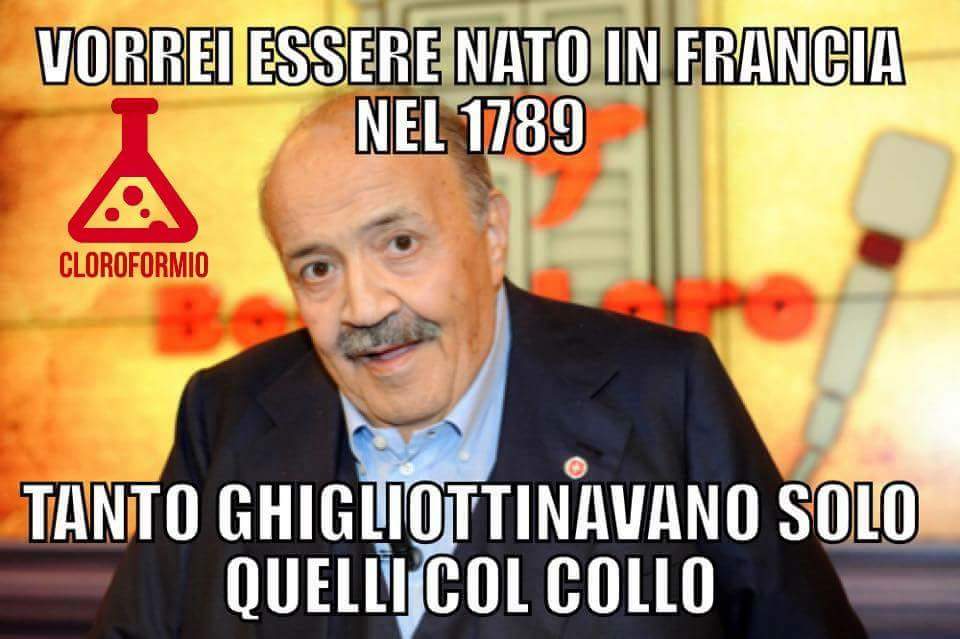 VORREI ESSERE NATO IN FRANCIA
NEL 1789
CLOROFORMIO
TANTO GHIGLIOTTINAVANO SOLO
QUELLI COL COLLO